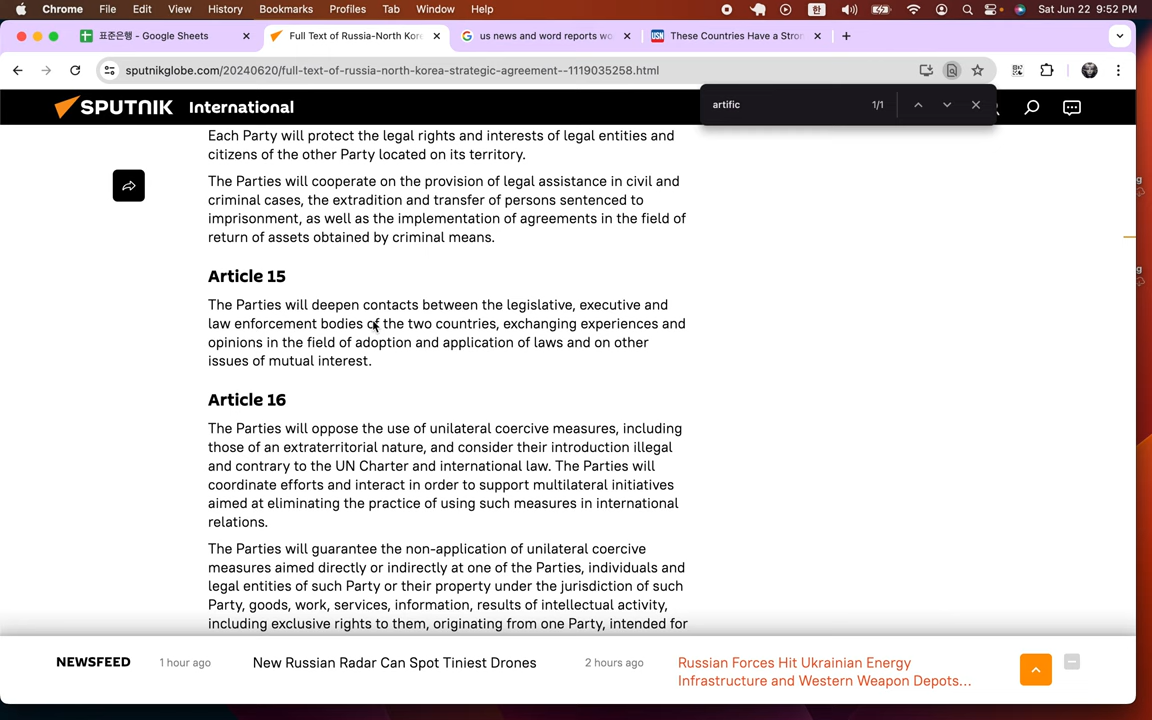 Chrome File Edit View History Bookmarks Profiles Tab Window Help 한 Sat Jun 22 9:52 PM
표준은행 - Google Sheets
Full Text of Russia-North Kore
us news and word reports wo
USN These Countries Have a Stron
sputnikglobe.com/20240620/full-text-of-russia-north-korea-strategic-agreement--1119035258.html
SPUTNIK International
artific 1/1
Each Party will protect the legal rights and interests of legal entities and
citizens of the other Party located on its territory.
The Parties will cooperate on the provision of legal assistance in civil and
criminal cases, the extradition and transfer of persons sentenced to
imprisonment, as well as the implementation of agreements in the field of
return of assets obtained by criminal means.
Article 15
The Parties will deepen contacts between the legislative, executive and
law enforcement bodies of the two countries, exchanging experiences and
opinions in the field of adoption and application of laws and on other
issues of mutual interest.
Article 16
The Parties will oppose the use of unilateral coercive measures, including
those of an extraterritorial nature, and consider their introduction illegal
and contrary to the UN Charter and international law. The Parties will
coordinate efforts and interact in order to support multilateral initiatives
aimed at eliminating the practice of using such measures in international
relations.
The Parties will guarantee the non-application of unilateral coercive
measures aimed directly or indirectly at one of the Parties, individuals and
legal entities of such Party or their property under the jurisdiction of such
Party, goods, work, services, information, results of intellectual activity,
including exclusive rights to them, originating from one Party, intended for
NEWSFEED
1 hour ago
New Russian Radar Can Spot Tiniest Drones
2 hours ago
Russian Forces Hit Ukrainian Energy
Infrastructure and Western Weapon Depots...